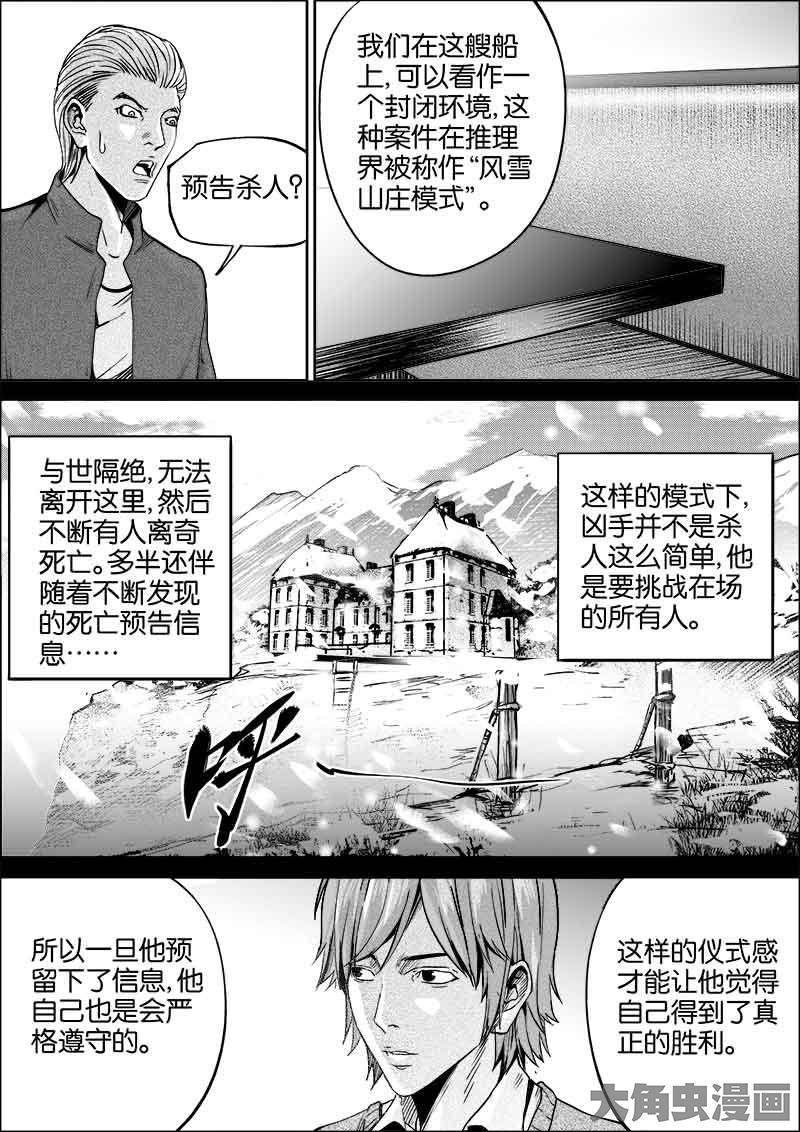 预告杀人?
我们在这艘船
上,可以看作一
个封闭环境,这
种案件在推理
界被称作“风雪
山庄模式”。
与世隔绝,无法
离开这里,然后
不断有人离奇
死亡。多半还伴
随着不断发现
的死亡预告信
息……
这样的模式下,
凶手并不是杀
人这么简单,他
是要挑战在场
的所有人。
呼
所以一旦他预
留下了信息,他
自己也是会严
格遵守的。
这样的仪式感
才能让他觉得
自己得到了真
正的胜利。
大角虫漫画